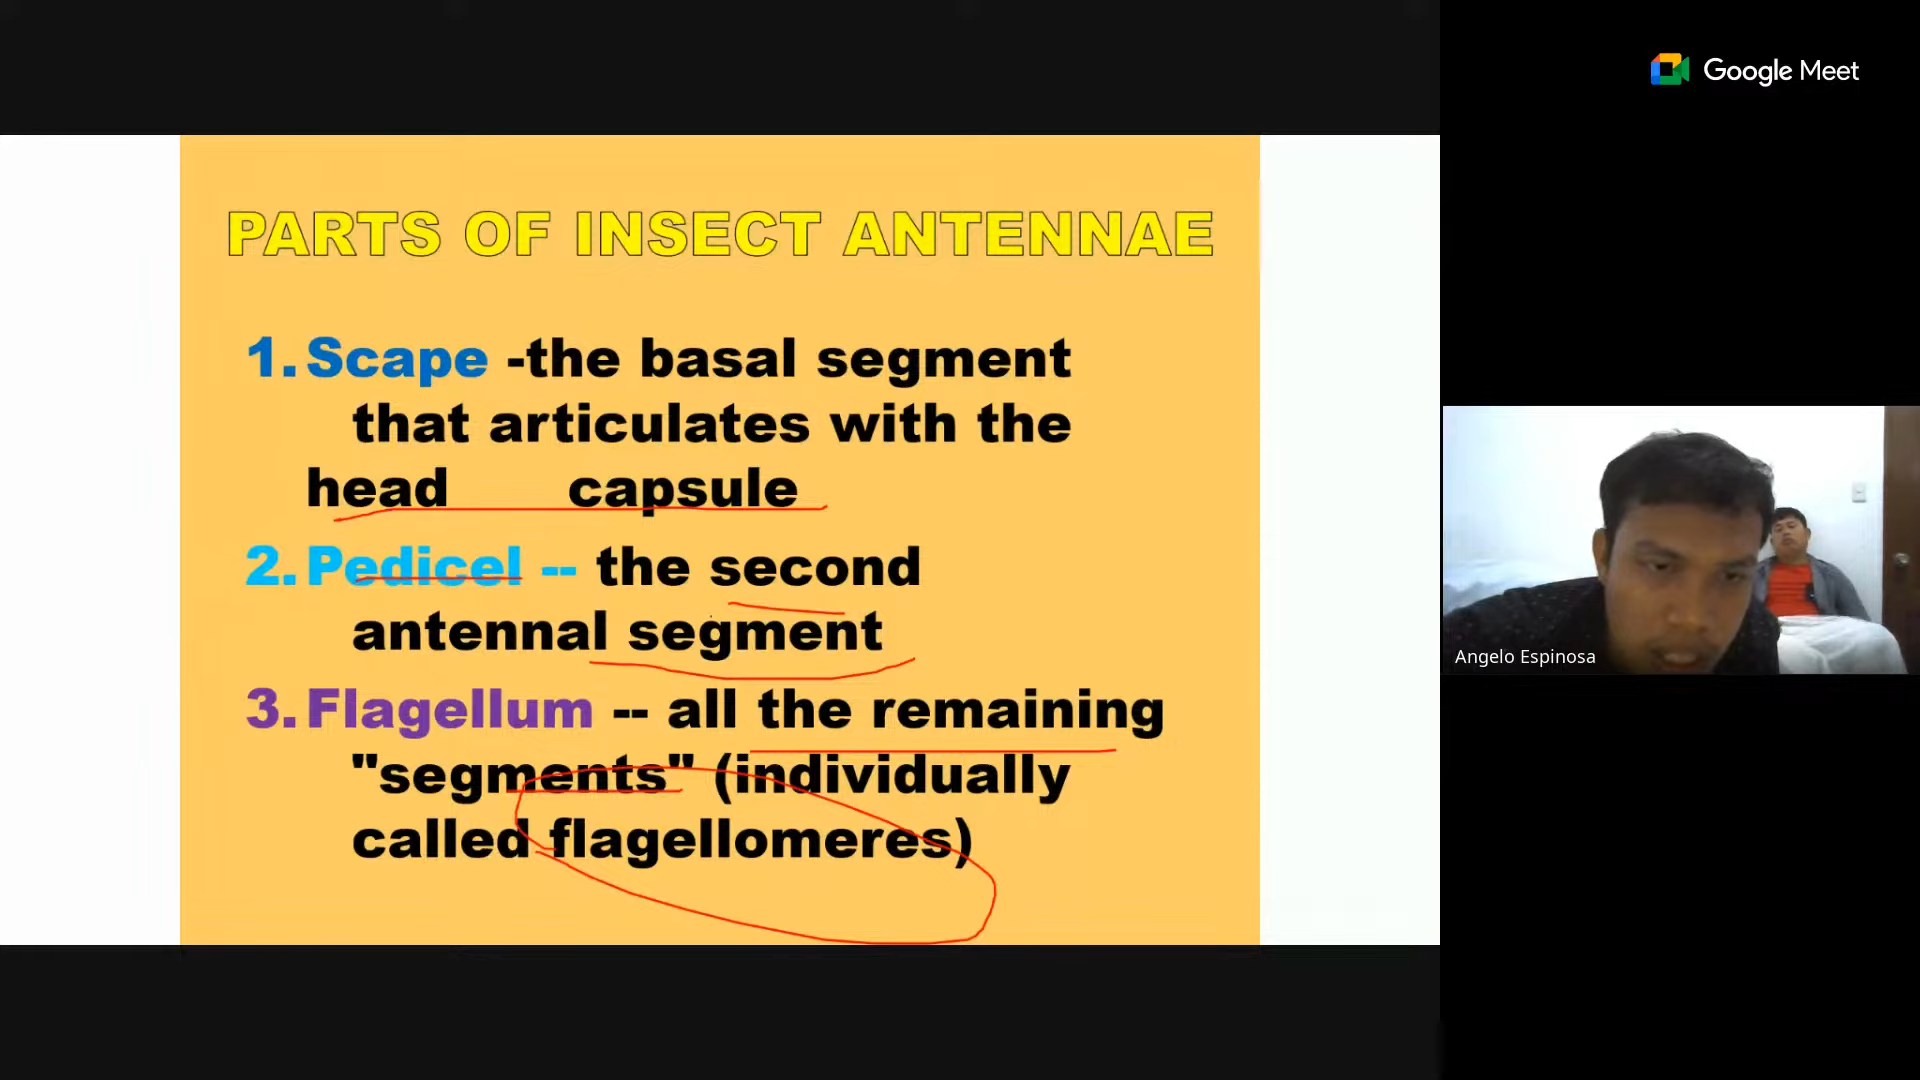 Google Meet
PARTS OF INSECT ANTENNAE
1. Scape -the basal segment
that articulates with the
head capsule
2. Pedicel -- the second
antennal segment
3. Flagellum -- all the remaining
"segments" (individually
called flagellomeres)
Angelo Espinosa